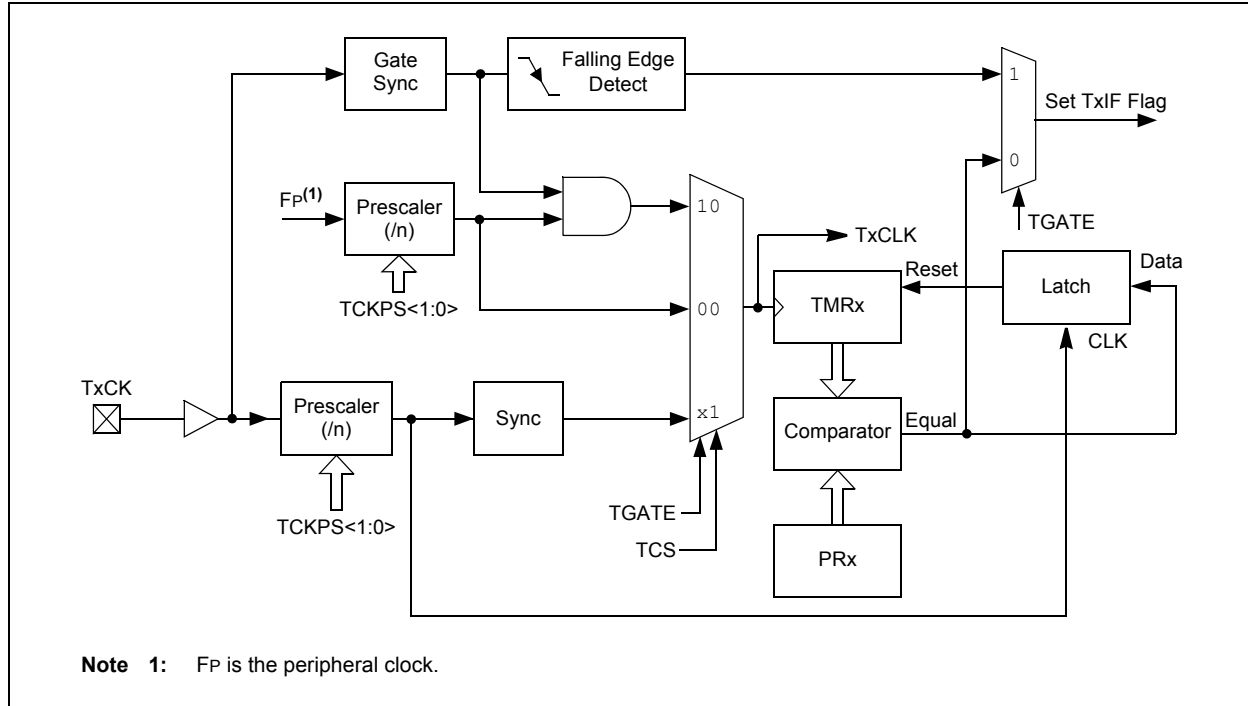 Gate
Sync
Falling Edge
Detect
1
Set TxIF Flag
0
FP(1)
Prescaler
(/n)
10
TGATE
TxCLK
TCKPS<1:0>
Reset
Data
00
TMRx
Latch
CLK
TxCK
Prescaler
(/n)
Sync
x1
Comparator
Equal
TCKPS<1:0>
TGATE
TCS
PRx
Note 1: FP is the peripheral clock.